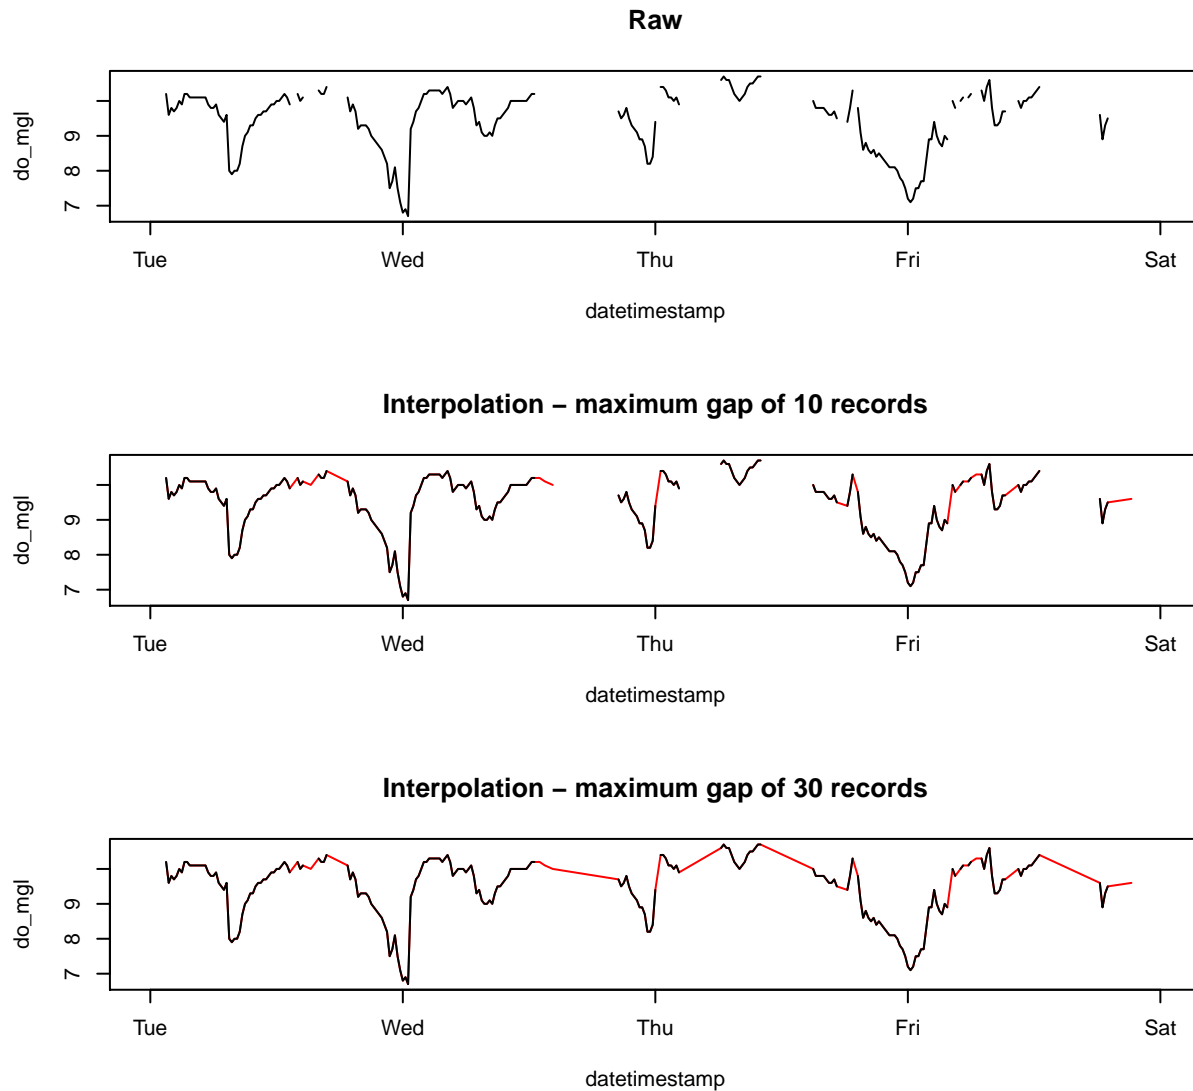 Raw
do_mgl
7 8 9
Tue Wed Thu Fri Sat
datetimestamp
Interpolation − maximum gap of 10 records
do_mgl
7 8 9
Tue Wed Thu Fri Sat
datetimestamp
Interpolation − maximum gap of 30 records
do_mgl
7 8 9
Tue Wed Thu Fri Sat
datetimestamp